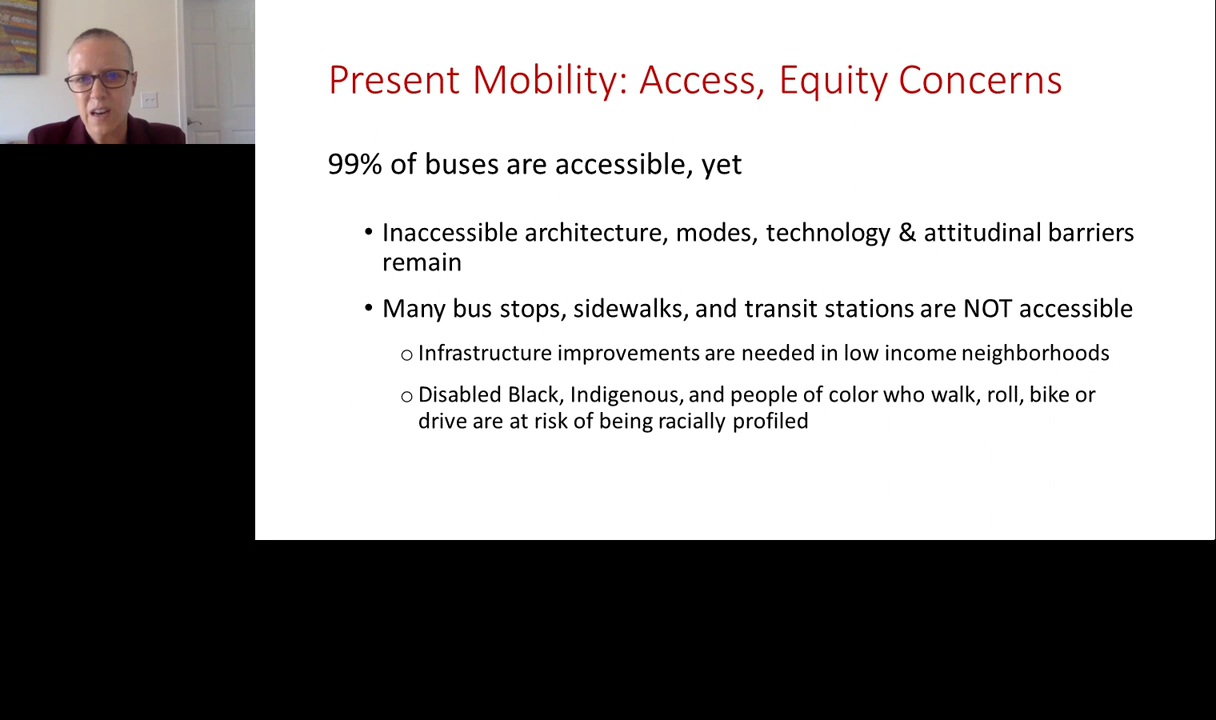 Present Mobility: Access, Equity Concerns
99% of buses are accessible, yet
• Inaccessible architecture, modes, technology & attitudinal barriers
remain
• Many bus stops, sidewalks, and transit stations are NOT accessible
○ Infrastructure improvements are needed in low income neighborhoods
○ Disabled Black, Indigenous, and people of color who walk, roll, bike or
drive are at risk of being racially profiled